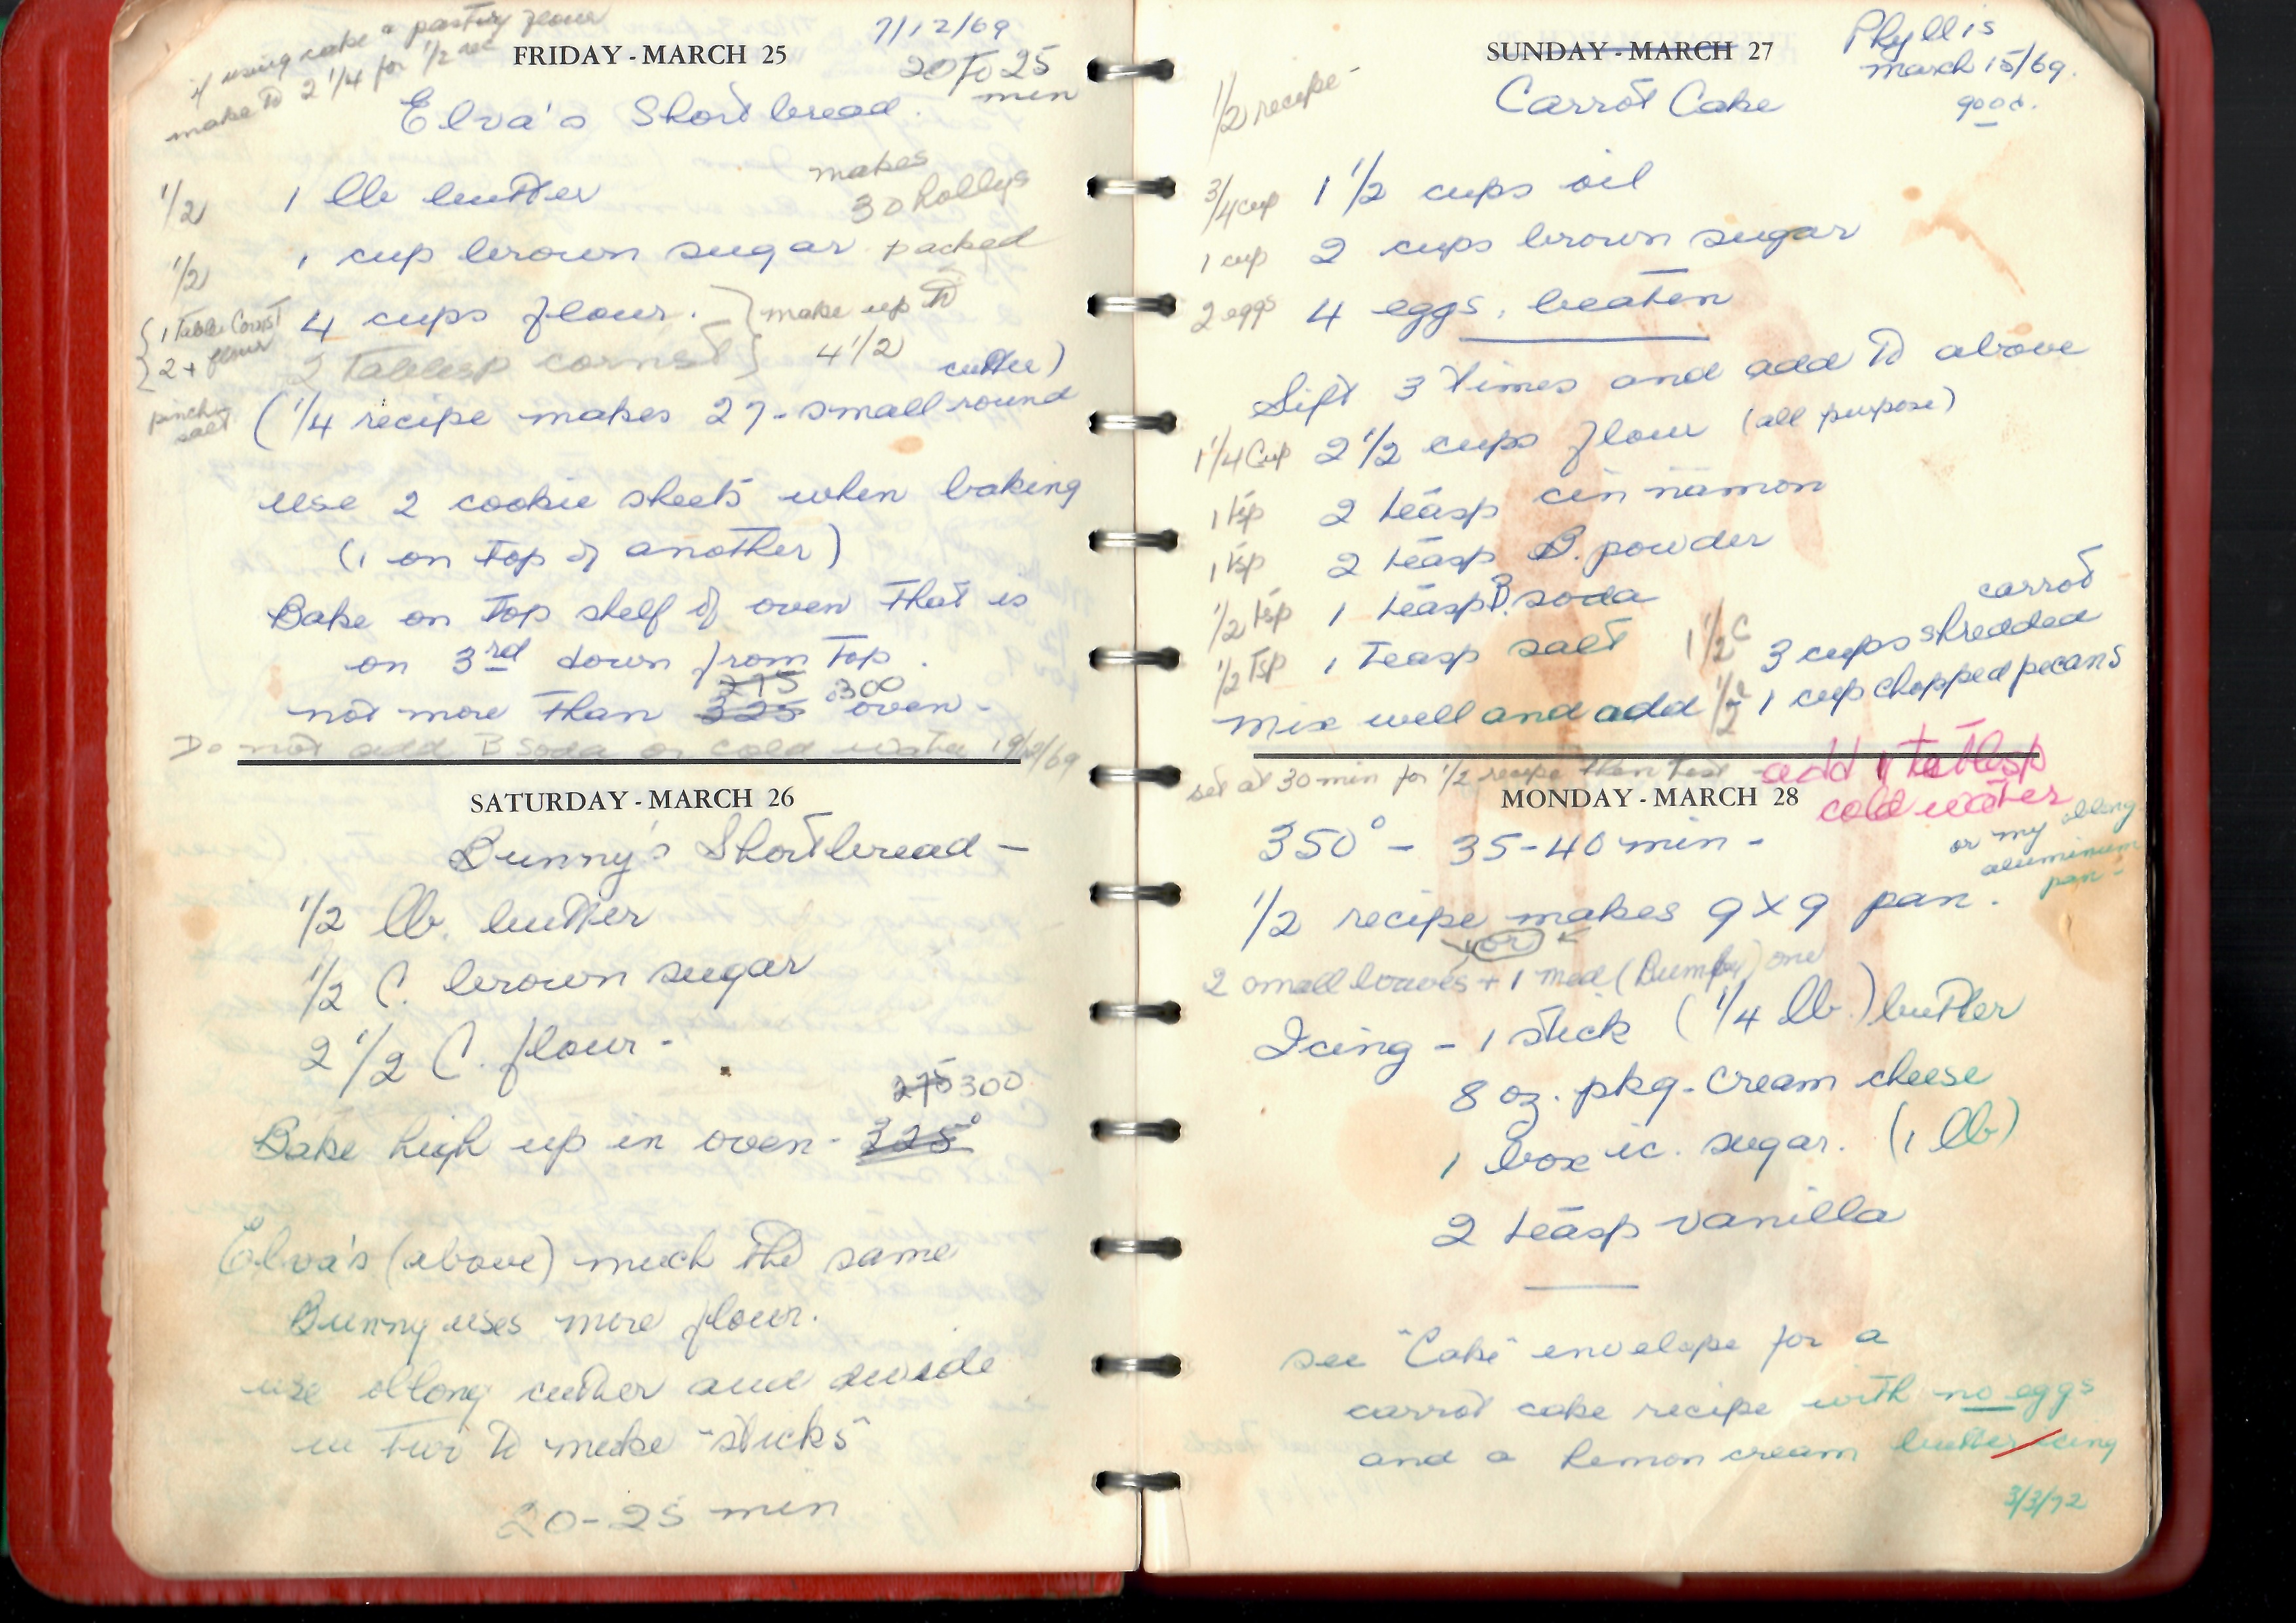 if using cake or pastry flour
make to 2 1/4 for 1/2 rec
FRIDAY - MARCH 25
7/12/69
20 to 25
min
Elva's Shortbread.
makes
30 hollys
1/2 1 lb butter
1/2 1 cup brown sugar packed
{ 1 Table Cornst 4 cups flour. } make up to
} 2 + flour 2 Tablesp cornst } 4 1/2
pinch salt
(1/4 recipe makes 27 - small round cutter)
use 2 cookie sheets when baking
(1 on top of another)
Bake on top shelf of oven that is
on 3rd down from top.
275 300
not more than 325° oven -
Do not add B Soda or cold water 19/12/69
SATURDAY - MARCH 26
Bunny's Shortbread -
1/2 lb. butter
1/2 C. brown sugar
2 1/2 C. flour -
275 300
Bake high up in oven - 325°
Elva's (above) much the same
Bunny uses more flour.
use oblong cutter and divide
in two to make "sticks"
20-25 min
SUNDAY - MARCH 27
Phyllis
march 15/69.
good.
1/2 recipe -
Carrot Cake
3/4 cup 1 1/2 cups oil
1 cup 2 cups brown sugar
2 eggs 4 eggs, beaten
Sift 3 times and add to above
1 1/4 Cup 2 1/2 cups flour (all purpose)
1 tsp 2 teasp cinnamon
1 tsp 2 teasp B. powder
1/2 tsp 1 teasp B. soda
1/2 Tsp 1 Teasp salt
1 1/2 C 3 cups shredded carrot
mix well and add 1/2 c - 1 cup chopped pecans
set at 30 min for 1/2 recipe then test -
add 1 tablesp
cold water
MONDAY - MARCH 28
350° - 35-40 min -
or my oblong
aluminium
pan -
1/2 recipe makes 9 x 9 pan.
or
2 small loaves + 1 med (Bumpy) one
Icing - 1 stick (1/4 lb.) butter
8 oz. pkg. cream cheese
1 box ic. sugar. (1 lb)
2 teasp vanilla
see "Cake" envelope for a
carrot cake recipe with no eggs
and a lemon cream butter icing
3/3/72